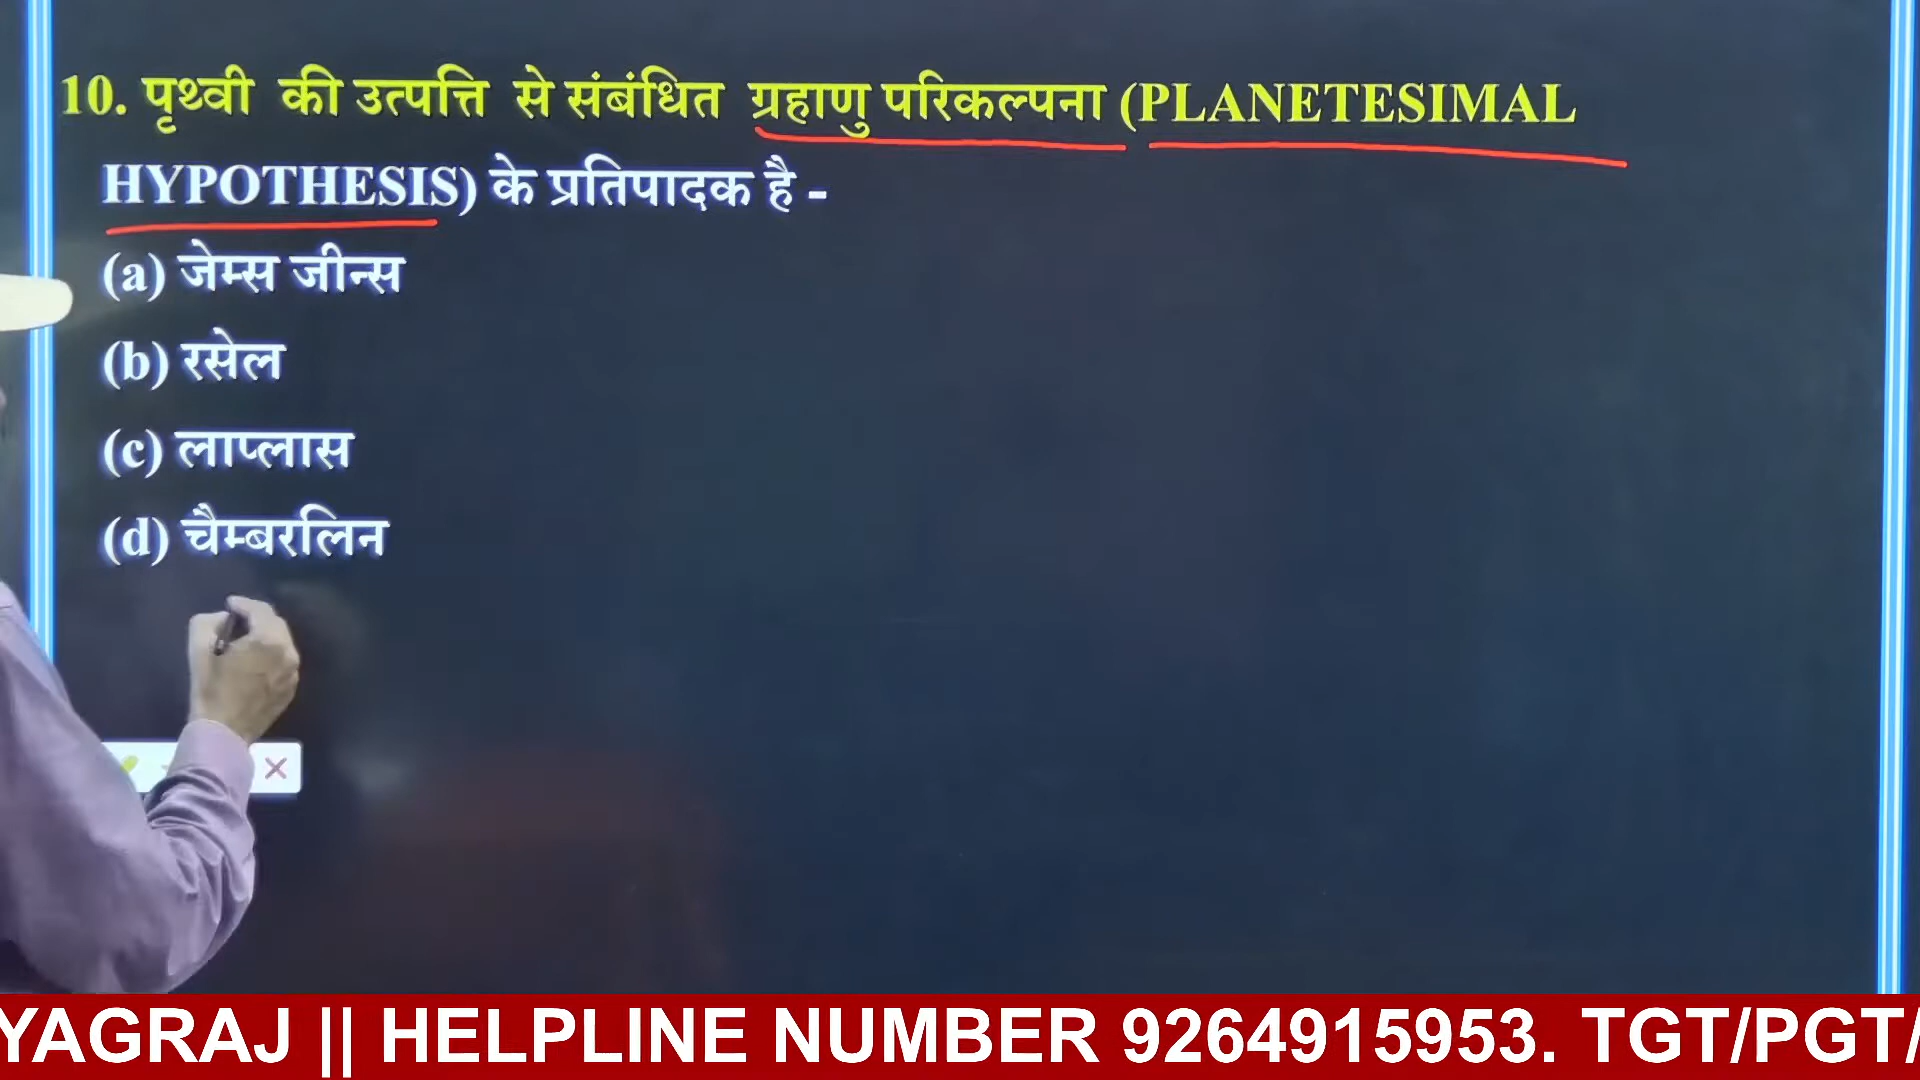 10. पृथ्वी की उत्पत्ति से संबंधित ग्रहाणु परिकल्पना (PLANETESIMAL
HYPOTHESIS) के प्रतिपादक है -
(a) जेम्स जीन्स
(b) रसेल
(c) लाप्लास
(d) चैम्बरलिन
YAGRAJ || HELPLINE NUMBER 9264915953. TGT/PGT/